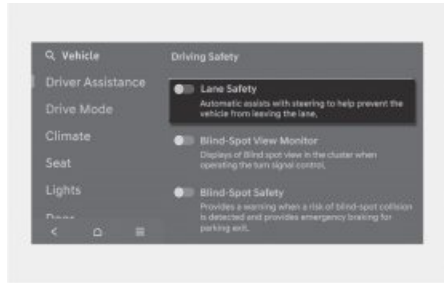 Vehicle
Driving Safety
Driver Assistance
Lane Safety
Automatic assists with steering to help prevent the
vehicle from leaving the lane.
Drive Mode
Climate
Blind-Spot View Monitor
Displays of Blind spot view in the cluster when
operating the turn signal control.
Seat
Lights
Blind-Spot Safety
Provides a warning when a risk of blind-spot collision
is detected and provides emergency braking for
parking exit.